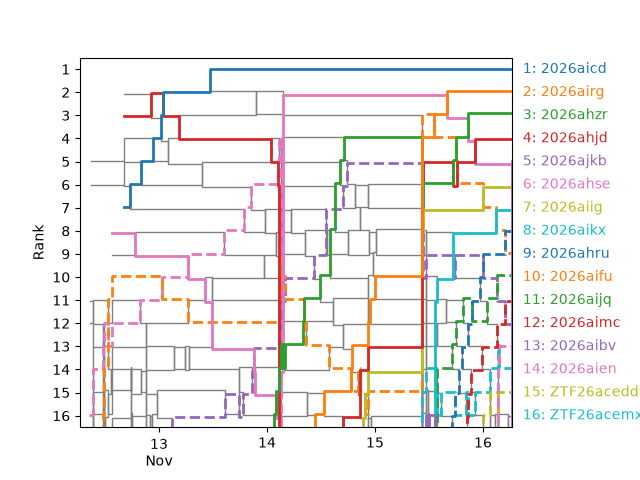 1
2
3
4
5
6
7
8
9
10
11
12
13
14
15
16
Rank
13
14
15
16
Nov
1: 2026aicd
2: 2026airg
3: 2026ahzr
4: 2026ahjd
5: 2026ajkb
6: 2026ahse
7: 2026aiig
8: 2026aikx
9: 2026ahru
10: 2026aifu
11: 2026aijq
12: 2026aimc
13: 2026aibv
14: 2026aien
15: ZTF26acedd
16: ZTF26acemx